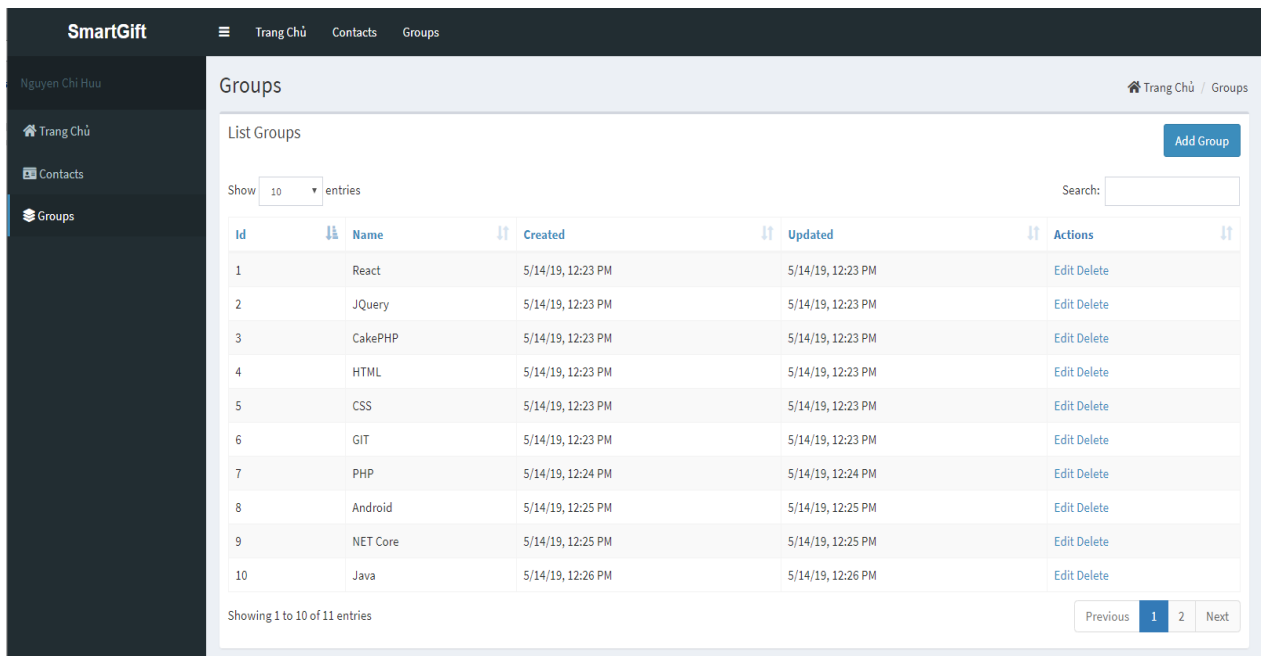 SmartGift
Trang Chủ Contacts Groups
Nguyen Chi Huu
Trang Chủ
Contacts
Groups
Groups
Trang Chủ / Groups
List Groups
Add Group
Show 10 entries
Search:
Id Name Created Updated Actions
1 React 5/14/19, 12:23 PM 5/14/19, 12:23 PM Edit Delete
2 JQuery 5/14/19, 12:23 PM 5/14/19, 12:23 PM Edit Delete
3 CakePHP 5/14/19, 12:23 PM 5/14/19, 12:23 PM Edit Delete
4 HTML 5/14/19, 12:23 PM 5/14/19, 12:23 PM Edit Delete
5 CSS 5/14/19, 12:23 PM 5/14/19, 12:23 PM Edit Delete
6 GIT 5/14/19, 12:23 PM 5/14/19, 12:23 PM Edit Delete
7 PHP 5/14/19, 12:24 PM 5/14/19, 12:24 PM Edit Delete
8 Android 5/14/19, 12:25 PM 5/14/19, 12:25 PM Edit Delete
9 NET Core 5/14/19, 12:25 PM 5/14/19, 12:25 PM Edit Delete
10 Java 5/14/19, 12:26 PM 5/14/19, 12:26 PM Edit Delete
Showing 1 to 10 of 11 entries
Previous 1 2 Next